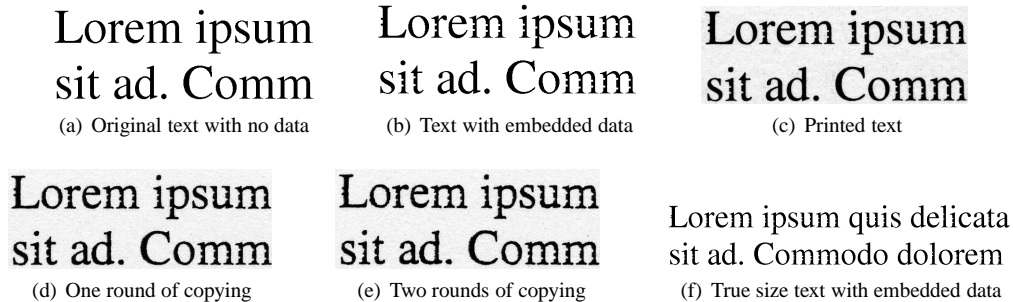 Lorem ipsum
sit ad. Comm
(a) Original text with no data
Lorem ipsum
sit ad. Comm
(b) Text with embedded data
Lorem ipsum
sit ad. Comm
(c) Printed text
Lorem ipsum
sit ad. Comm
(d) One round of copying
Lorem ipsum
sit ad. Comm
(e) Two rounds of copying
Lorem ipsum quis delicata
sit ad. Commodo dolorem
(f) True size text with embedded data